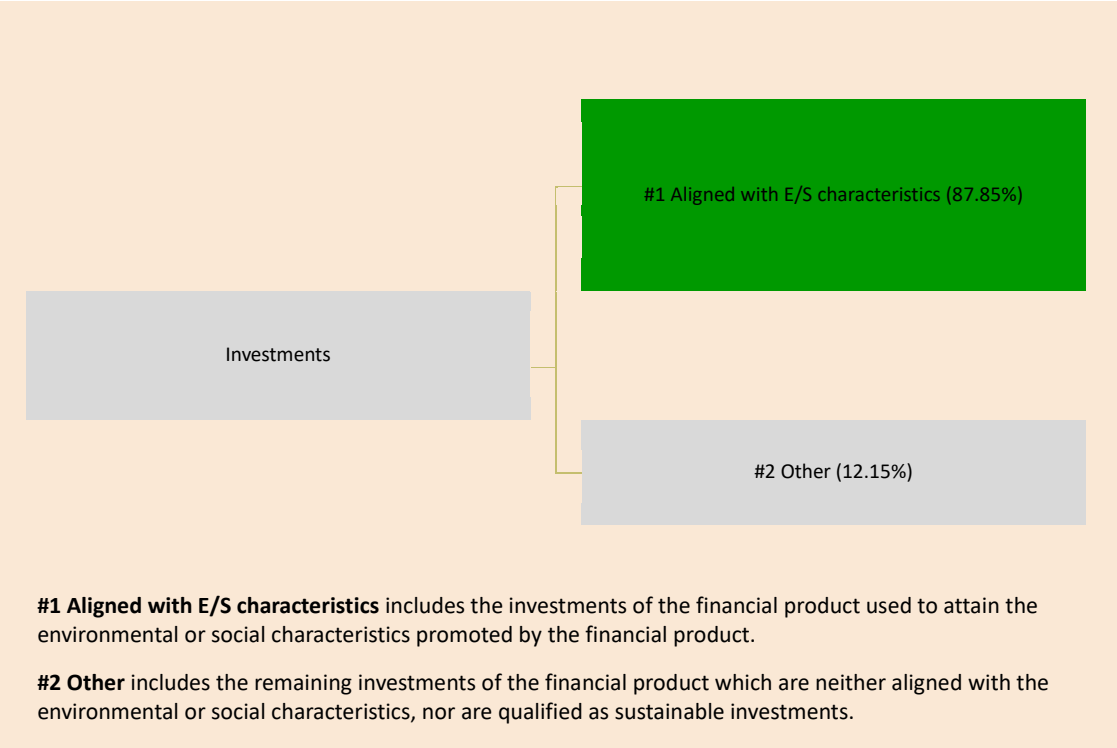 #1 Aligned with E/S characteristics (87.85%)
Investments
#2 Other (12.15%)
#1 Aligned with E/S characteristics includes the investments of the financial product used to attain the
environmental or social characteristics promoted by the financial product.
#2 Other includes the remaining investments of the financial product which are neither aligned with the
environmental or social characteristics, nor are qualified as sustainable investments.